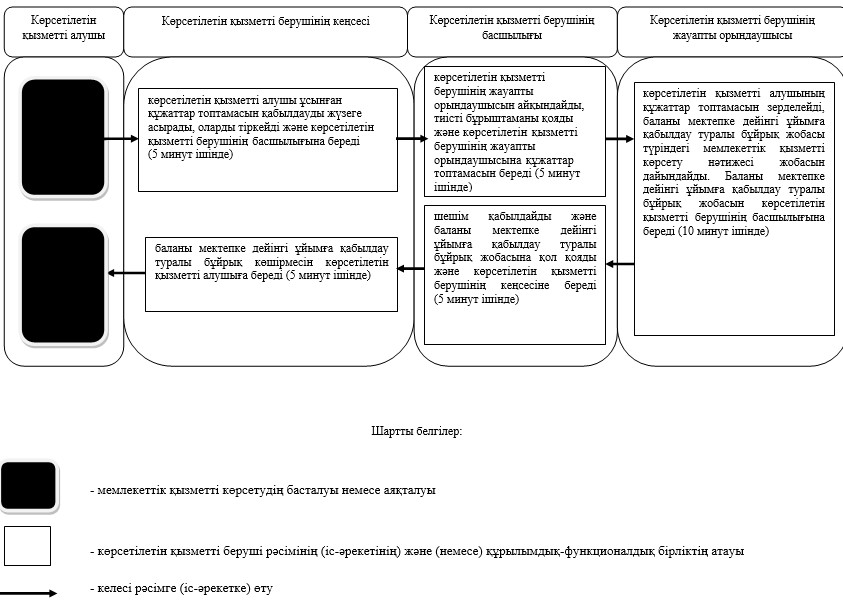 Көрсетілетін
қызметті алушы
Көрсетілетін қызметті берушінің кеңсесі
Көрсетілетін қызметті берушінің
басшылығы
Көрсетілетін қызметті берушінің
жауапты орындаушысы
көрсетілетін қызметті алушы ұсынған
құжаттар топтамасын қабылдауды жүзеге
асырады, оларды тіркейді және көрсетілетін
қызметті берушінің басшылығына береді
(5 минут ішінде)
көрсетілетін қызметті
берушінің жауапты
орындаушысын айқындайды,
тиісті бұрыштаманы қояды
және көрсетілетін қызметті
берушінің жауапты
орындаушысына құжаттар
топтамасын береді (5 минут
ішінде)
көрсетілетін қызметті алушының
құжаттар топтамасын зерделейді,
баланы мектепке дейінгі ұйымға
қабылдау туралы бұйрық жобасы
түріндегі мемлекеттік қызметті
көрсету нәтижесі жобасын
дайындайды. Баланы мектепке
дейінгі ұйымға қабылдау туралы
бұйрық жобасын көрсетілетін
қызметті берушінің басшылығына
береді (10 минут ішінде)
шешім қабылдайды және
баланы мектепке дейінгі
ұйымға қабылдау туралы
бұйрық жобасына қол қояды
және көрсетілетін қызметті
берушінің кеңсесіне береді
(5 минут ішінде)
баланы мектепке дейінгі ұйымға қабылдау
туралы бұйрық көшірмесін көрсетілетін
қызметті алушыға береді (5 минут ішінде)
Шартты белгілер:
- мемлекеттік қызметті көрсетудің басталуы немесе аяқталуы
- көрсетілетін қызметті беруші рәсімінің (іс-әрекетінің) және (немесе) құрылымдық-функционалдық бірліктің атауы
- келесі рәсімге (іс-әрекетке) өту